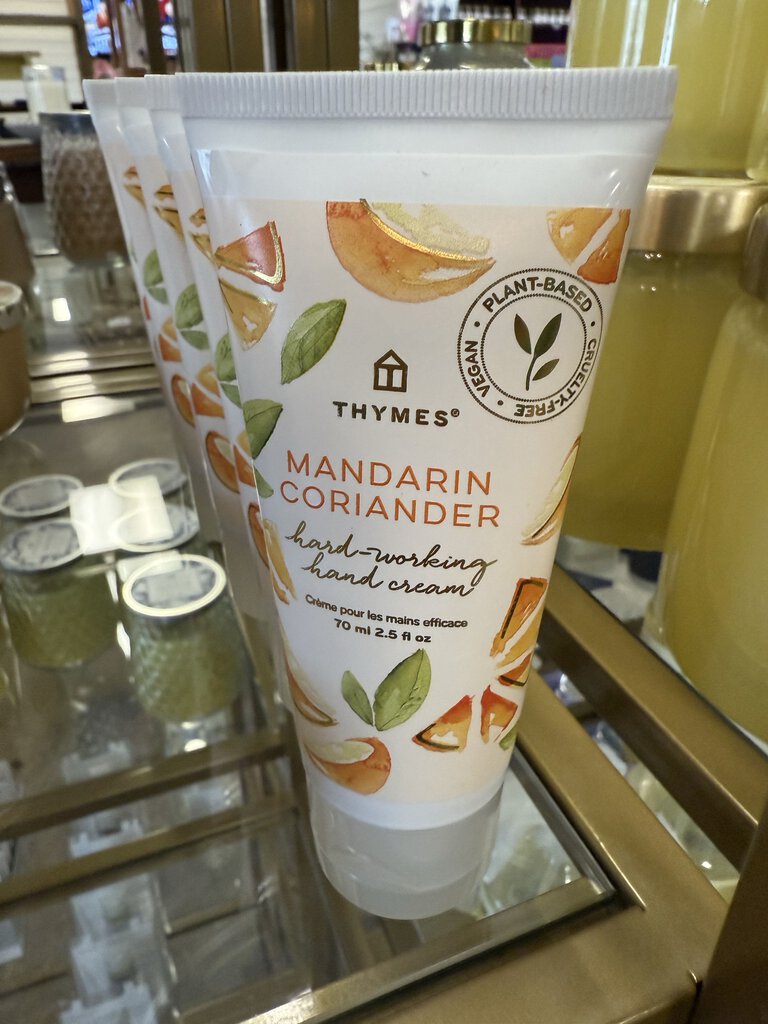 PLANT-BASED • CRUELTY-FREE • VEGAN •
THYMES®
MANDARIN
CORIANDER
hard-working
hand cream
Crème pour les mains efficace
70 ml 2.5 fl oz